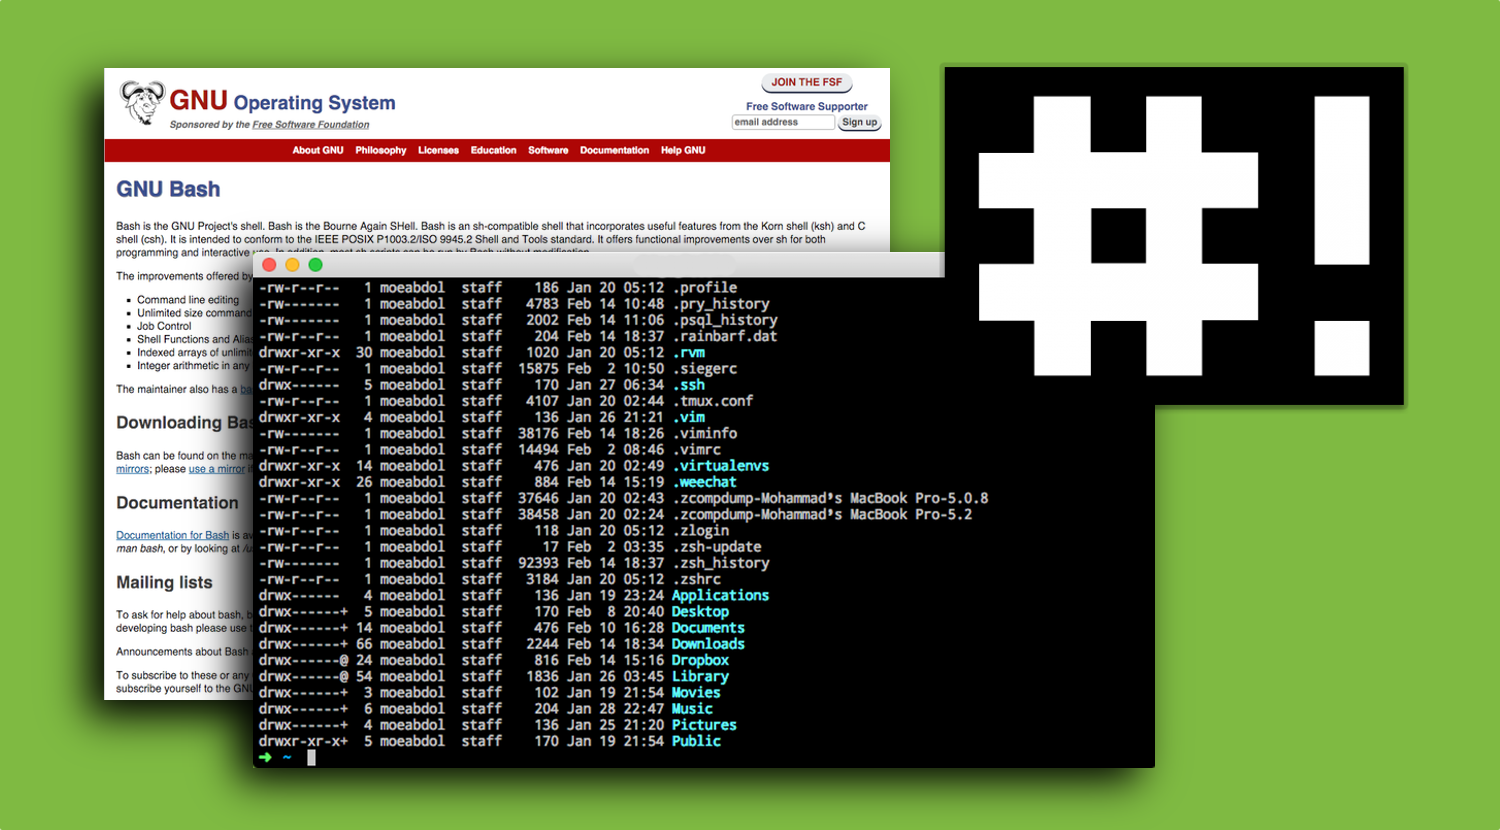 GNU Operating System
Sponsored by the Free Software Foundation
JOIN THE FSF
Free Software Supporter
email address Sign up
About GNU Philosophy Licenses Education Software Documentation Help GNU
GNU Bash
Bash is the GNU Project's shell. Bash is the Bourne Again SHell. Bash is an sh-compatible shell that incorporates useful features from the Korn shell (ksh) and C
shell (csh). It is intended to conform to the IEEE POSIX P1003.2/ISO 9945.2 Shell and Tools standard. It offers functional improvements over sh for both
programming and interactive use. In addition, most sh scripts can be run by Bash without modification.
The improvements offered by
Command line editing
Unlimited size command
Job Control
Shell Functions and Alia
Indexed arrays of unlimit
Integer arithmetic in any
The maintainer also has a ba
Downloading Bas
Bash can be found on the ma
mirrors; please use a mirror i
Documentation
Documentation for Bash is av
man bash, or by looking at /u
Mailing lists
To ask for help about bash, b
developing bash please use t
Announcements about Bash
To subscribe to these or any
subscribe yourself to the GNU
#!
-rw-r--r-- 1 moeabdol staff 186 Jan 20 05:12 .profile
-rw------- 1 moeabdol staff 4783 Feb 14 10:48 .pry_history
-rw------- 1 moeabdol staff 2002 Feb 14 11:06 .psql_history
-rw-r--r-- 1 moeabdol staff 204 Feb 14 18:37 .rainbarf.dat
drwxr-xr-x 30 moeabdol staff 1020 Jan 20 05:12 .rvm
-rw-r--r-- 1 moeabdol staff 15875 Feb 2 10:50 .siegerc
drwx------ 5 moeabdol staff 170 Jan 27 06:34 .ssh
-rw-r--r-- 1 moeabdol staff 4107 Jan 20 02:44 .tmux.conf
drwxr-xr-x 4 moeabdol staff 136 Jan 26 21:21 .vim
-rw------- 1 moeabdol staff 38176 Feb 14 18:26 .viminfo
-rw-r--r-- 1 moeabdol staff 14494 Feb 2 08:46 .vimrc
drwxr-xr-x 14 moeabdol staff 476 Jan 20 02:49 .virtualenvs
drwxr-xr-x 26 moeabdol staff 884 Feb 14 15:19 .weechat
-rw-r--r-- 1 moeabdol staff 37646 Jan 20 02:43 .zcompdump-Mohammad's MacBook Pro-5.0.8
-rw-r--r-- 1 moeabdol staff 38458 Jan 20 02:24 .zcompdump-Mohammad's MacBook Pro-5.2
-rw-r--r-- 1 moeabdol staff 118 Jan 20 05:12 .zlogin
-rw-r--r-- 1 moeabdol staff 17 Feb 2 03:35 .zsh-update
-rw------- 1 moeabdol staff 92393 Feb 14 18:37 .zsh_history
-rw-r--r-- 1 moeabdol staff 3184 Jan 20 05:12 .zshrc
drwx------ 4 moeabdol staff 136 Jan 19 23:24 Applications
drwx------+ 5 moeabdol staff 170 Feb 8 20:40 Desktop
drwx------+ 14 moeabdol staff 476 Feb 10 16:28 Documents
drwx------+ 66 moeabdol staff 2244 Feb 14 18:34 Downloads
drwx------@ 24 moeabdol staff 816 Feb 14 15:16 Dropbox
drwx------@ 54 moeabdol staff 1836 Jan 26 03:45 Library
drwx------+ 3 moeabdol staff 102 Jan 19 21:54 Movies
drwx------+ 6 moeabdol staff 204 Jan 28 22:47 Music
drwx------+ 4 moeabdol staff 136 Jan 25 21:20 Pictures
drwxr-xr-x+ 5 moeabdol staff 170 Jan 19 21:54 Public
➜ ~